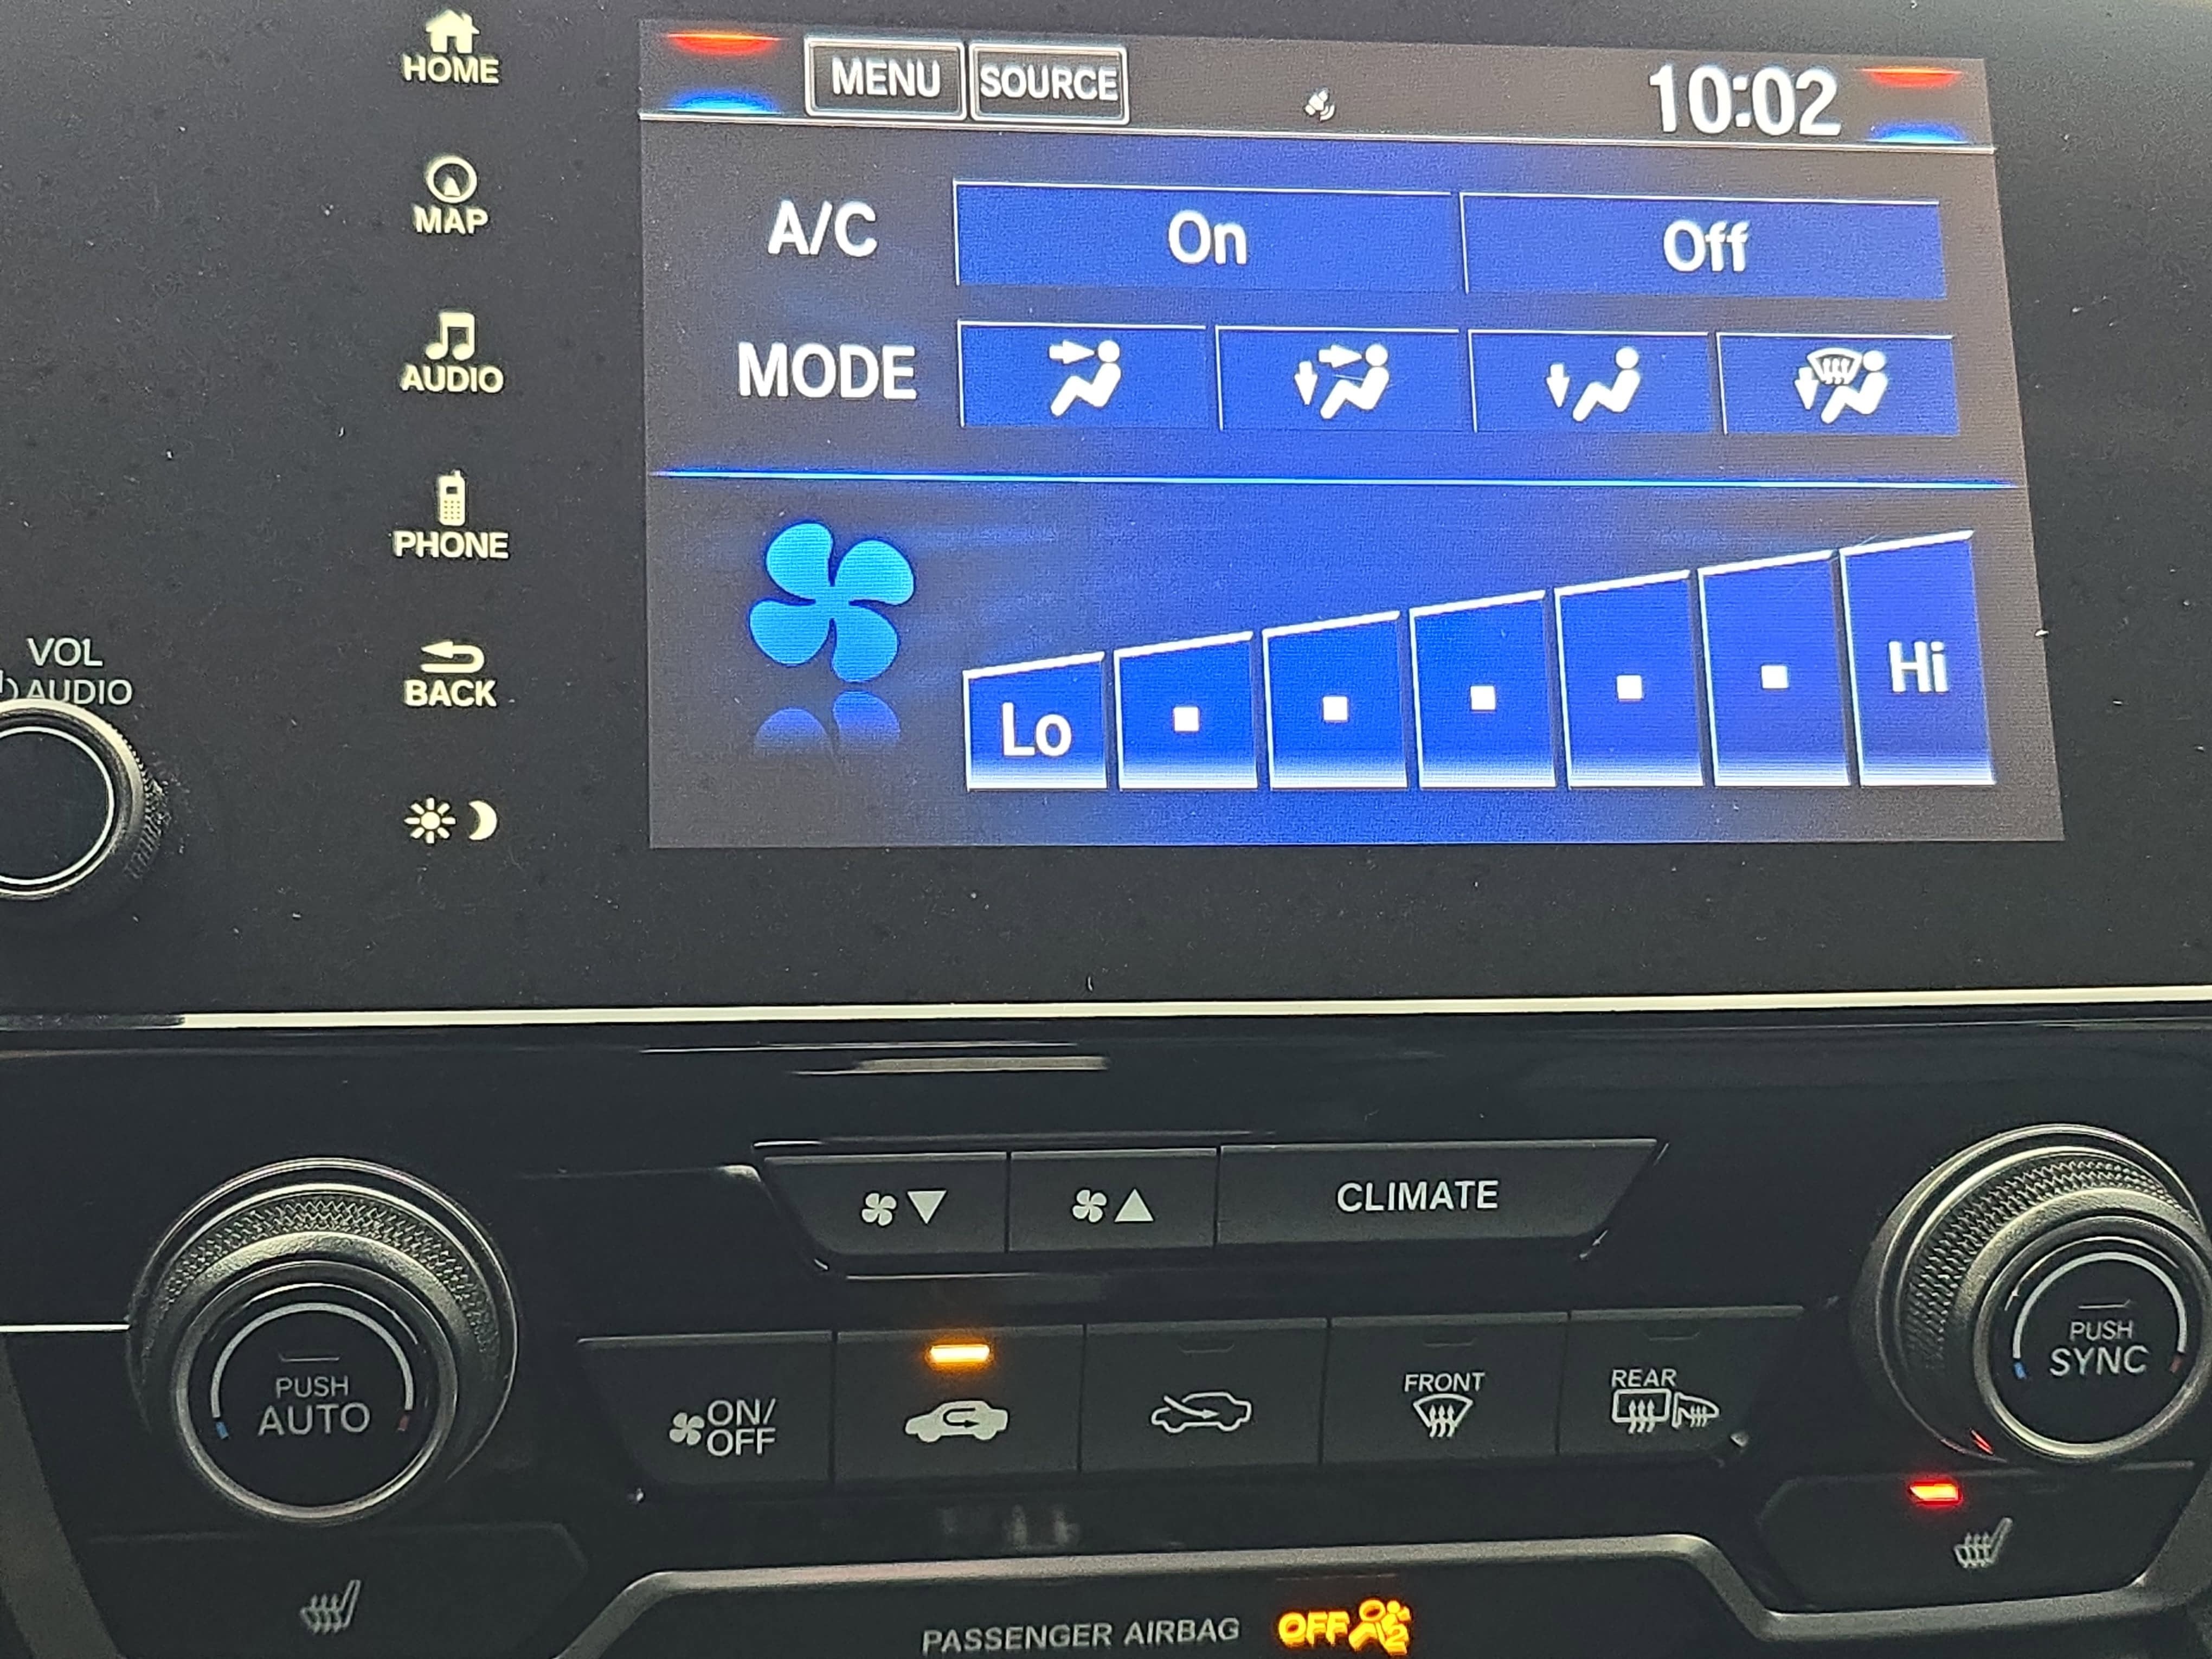 HOME
MENU SOURCE 10:02
MAP
A/C On Off
AUDIO
MODE
PHONE
VOL
AUDIO
BACK
Lo Hi
CLIMATE
PUSH
AUTO
ON/
OFF
FRONT
REAR
PUSH
SYNC
PASSENGER AIRBAG OFF 2